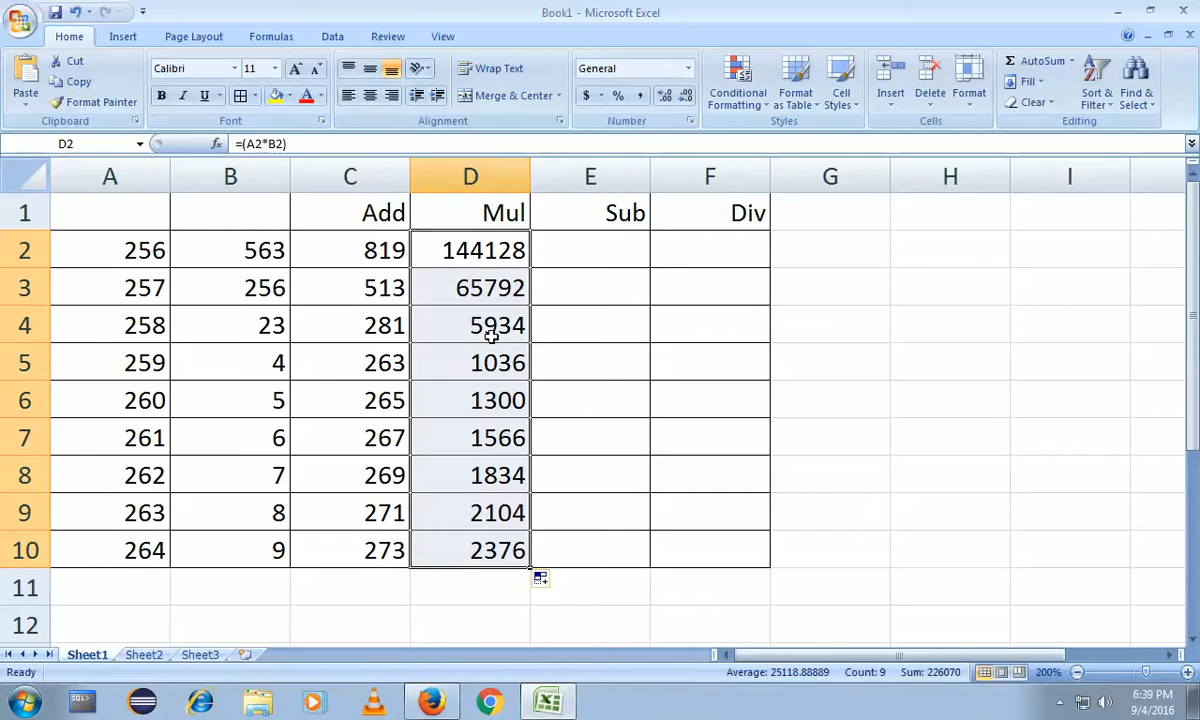 Book1 - Microsoft Excel
Home Insert Page Layout Formulas Data Review View
Paste
Cut
Copy
Format Painter
Clipboard
Calibri 11 A A
B I U A
Font
Wrap Text
Merge & Center
Alignment
General
$ % , .0 .00 .00 .0
Number
Conditional Formatting
Format as Table
Cell Styles
Styles
Insert Delete Format
Cells
Σ AutoSum
Fill
Clear
Sort & Filter
Find & Select
Editing
D2 fx =(A2*B2)
A B C D E F G H I
1 Add Mul Sub Div
2 256 563 819 144128
3 257 256 513 65792
4 258 23 281 5934
5 259 4 263 1036
6 260 5 265 1300
7 261 6 267 1566
8 262 7 269 1834
9 263 8 271 2104
10 264 9 273 2376
11
12
Sheet1 Sheet2 Sheet3
Ready Average: 25118.88889 Count: 9 Sum: 226070 200%
SQL>
6:39 PM
9/4/2016